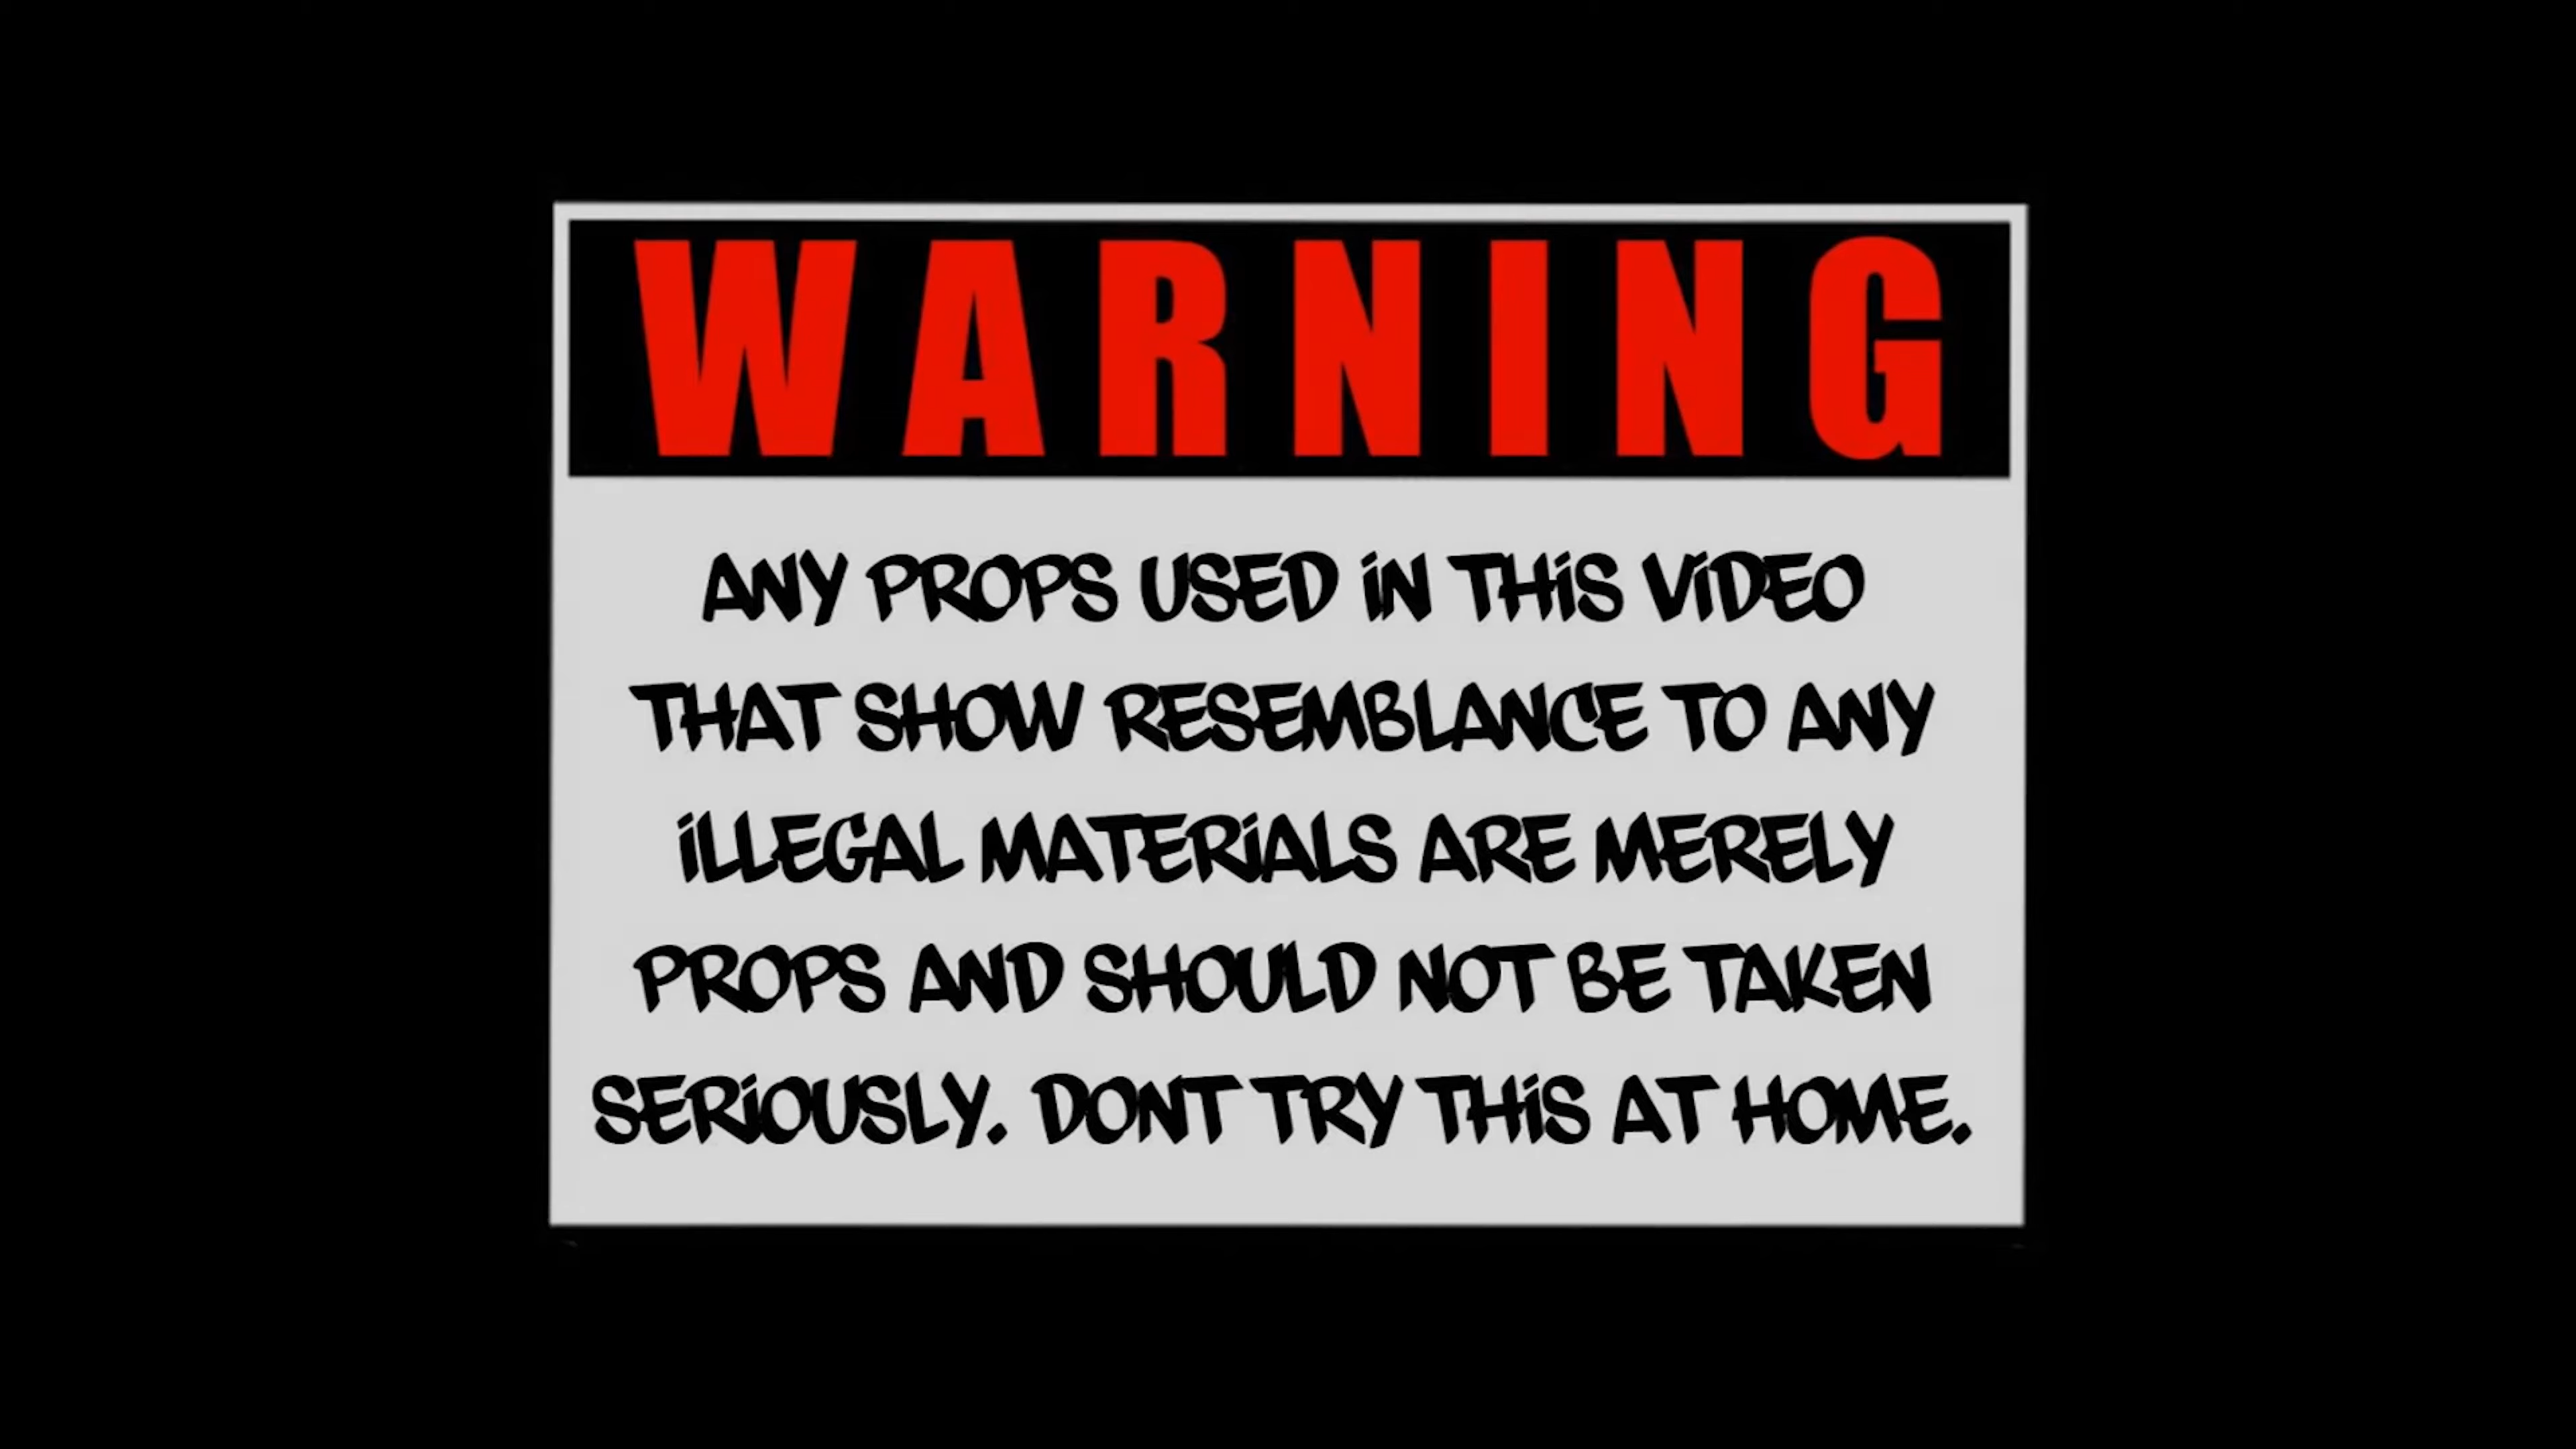 WARNING
ANY PROPS USED IN THIS VIDEO
THAT SHOW RESEMBLANCE TO ANY
ILLEGAL MATERIALS ARE MERELY
PROPS AND SHOULD NOT BE TAKEN
SERIOUSLY. DONT TRY THIS AT HOME.